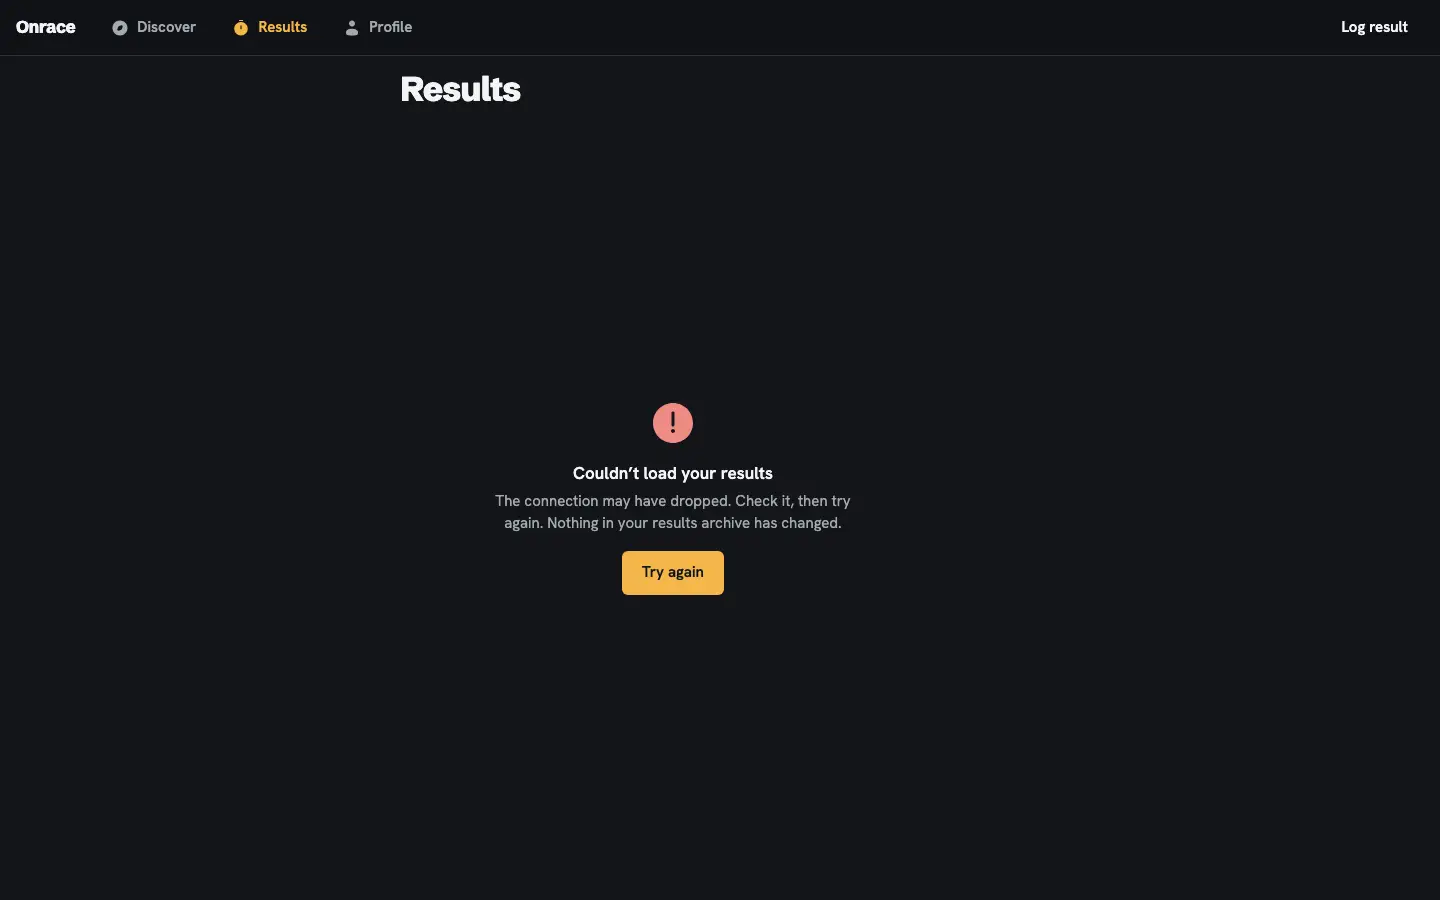 Onrace
Discover
Results
Profile
Log result
Results
Couldn’t load your results
The connection may have dropped. Check it, then try
again. Nothing in your results archive has changed.
Try again